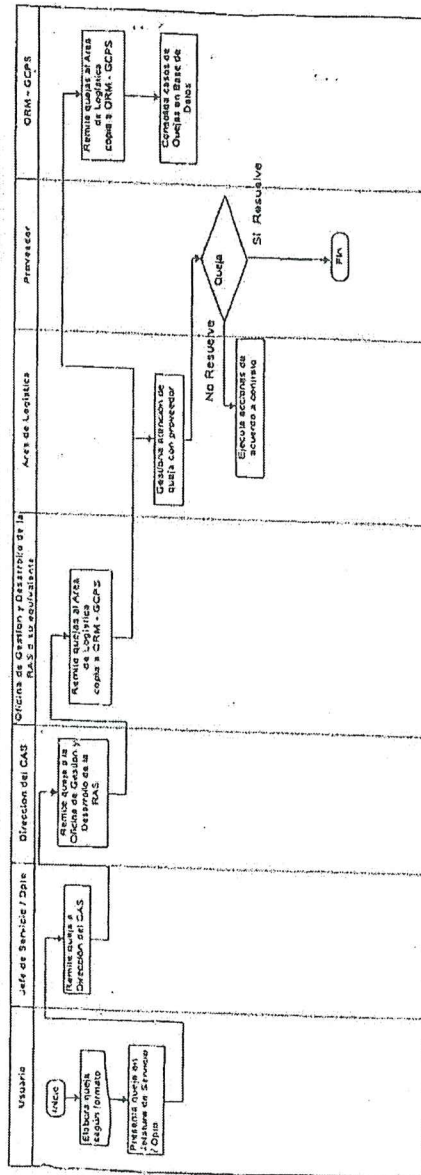 Usuario
Jefe de Servicio / Dpto
Direccion del CAS
Oficina de Gestion y Desarrollo de la
RAS o su equivalente
Area de Logistica
Proveedor
ORM - GCPS
Inicio
Elabora queja
según formato
Presenta queja en
Jefatura de Servicio
/ Dpto
Remite queja a
Dirección del CAS
Remite queja a la
Oficina de Gestion y
Desarrollo de la
RAS
Remite quejas al Area
de Logística
copia a ORM - GCPS
Gestiona atencion de
queja con proveedor
Queja
No Resuelve
Ejecuta acciones de
acuerdo a contrato
Si Resuelve
Fin
Remite quejas al Area
de Logística
copia a ORM - GCPS
Consolida casos de
Quejas en Base de
Datos